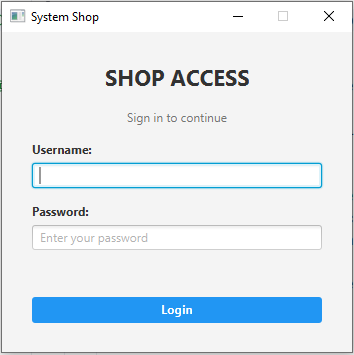 System Shop
SHOP ACCESS
Sign in to continue
Username:
Password:
Enter your password
Login